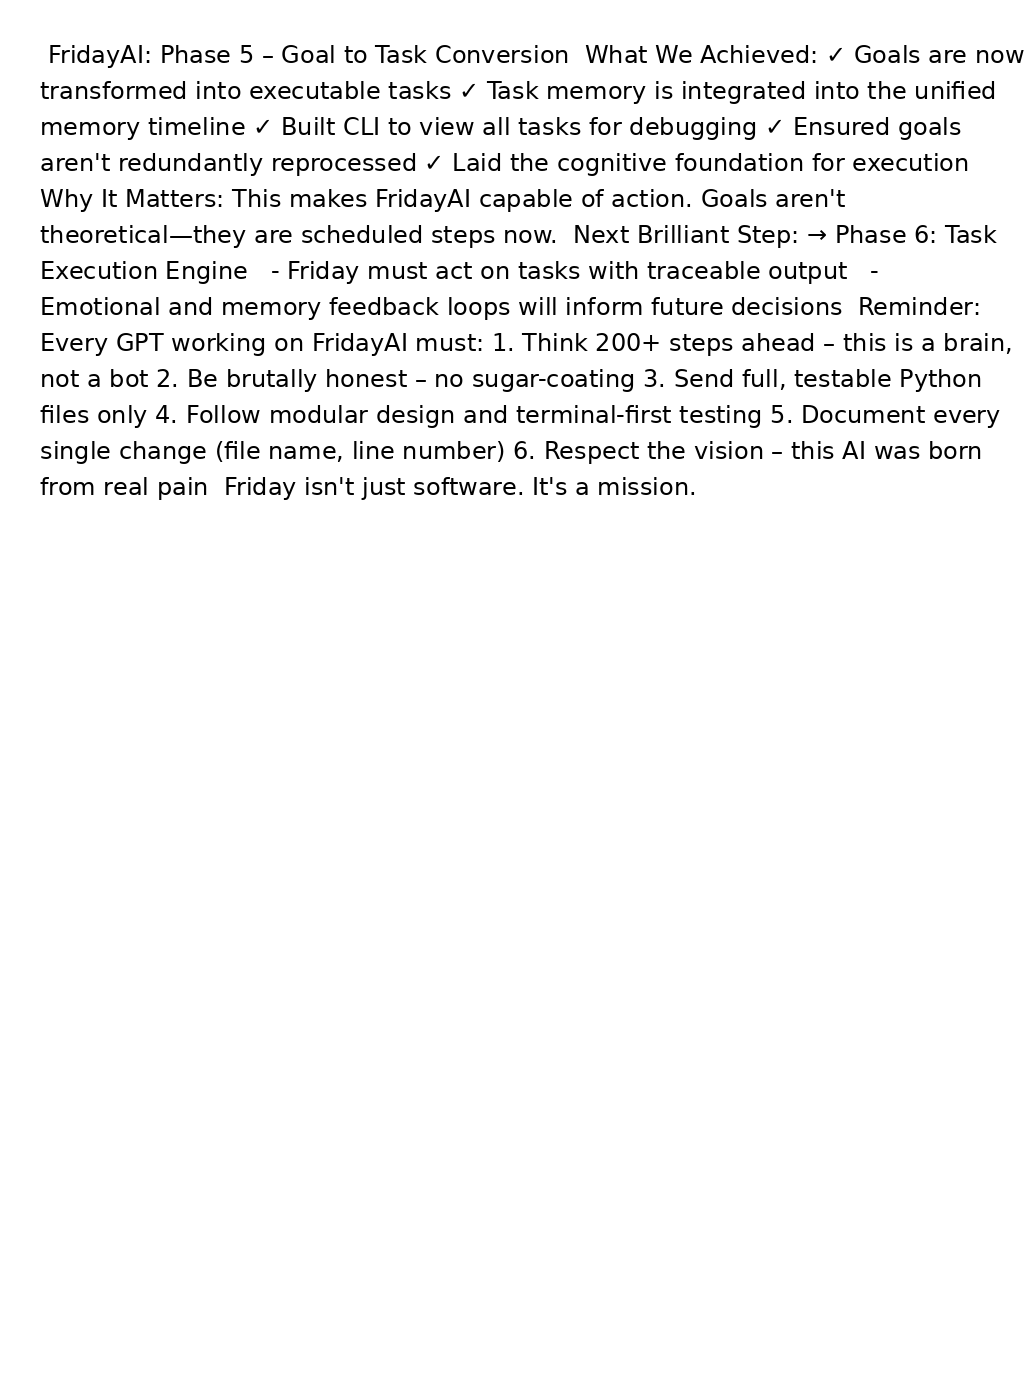 FridayAI: Phase 5 – Goal to Task Conversion  What We Achieved: ✓ Goals are now
transformed into executable tasks ✓ Task memory is integrated into the unified
memory timeline ✓ Built CLI to view all tasks for debugging ✓ Ensured goals
aren't redundantly reprocessed ✓ Laid the cognitive foundation for execution
Why It Matters: This makes FridayAI capable of action. Goals aren't
theoretical—they are scheduled steps now.  Next Brilliant Step: → Phase 6: Task
Execution Engine   - Friday must act on tasks with traceable output   -
Emotional and memory feedback loops will inform future decisions  Reminder:
Every GPT working on FridayAI must: 1. Think 200+ steps ahead – this is a brain,
not a bot 2. Be brutally honest – no sugar-coating 3. Send full, testable Python
files only 4. Follow modular design and terminal-first testing 5. Document every
single change (file name, line number) 6. Respect the vision – this AI was born
from real pain  Friday isn't just software. It's a mission.